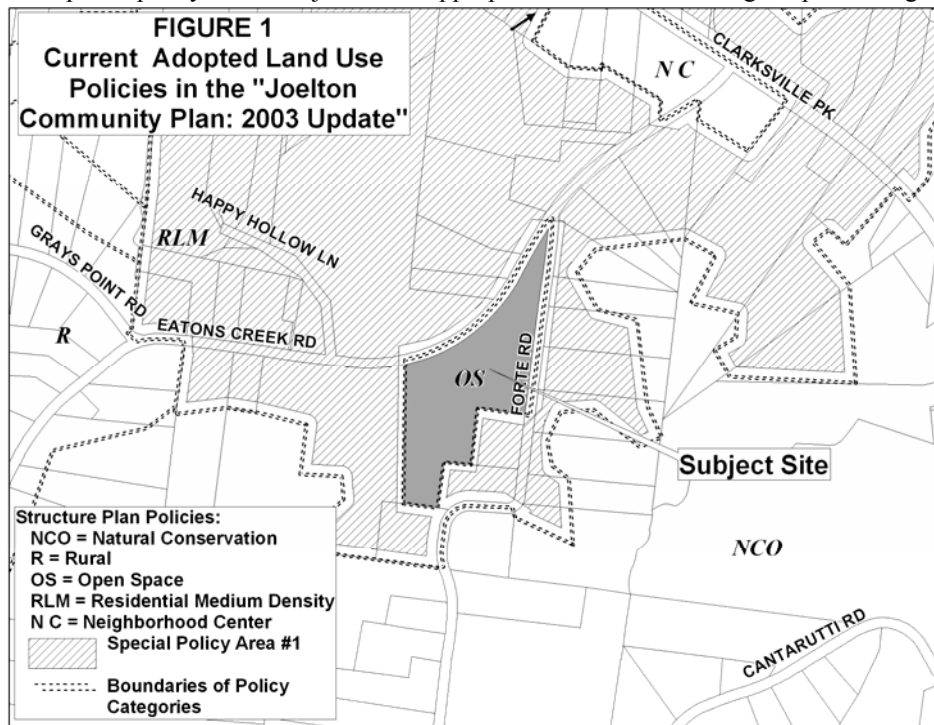 FIGURE 1
Current Adopted Land Use
Policies in the "Joelton
Community Plan: 2003 Update"
N C
CLARKSVILLE PK
HAPPY HOLLOW LN
RLM
GRAYS POINT RD
EATONS CREEK RD
R
OS
FORTE RD
Subject Site
NCO
CANTARUTTI RD
Structure Plan Policies:
NCO = Natural Conservation
R = Rural
OS = Open Space
RLM = Residential Medium Density
N C = Neighborhood Center
Special Policy Area #1
Boundaries of Policy
Categories